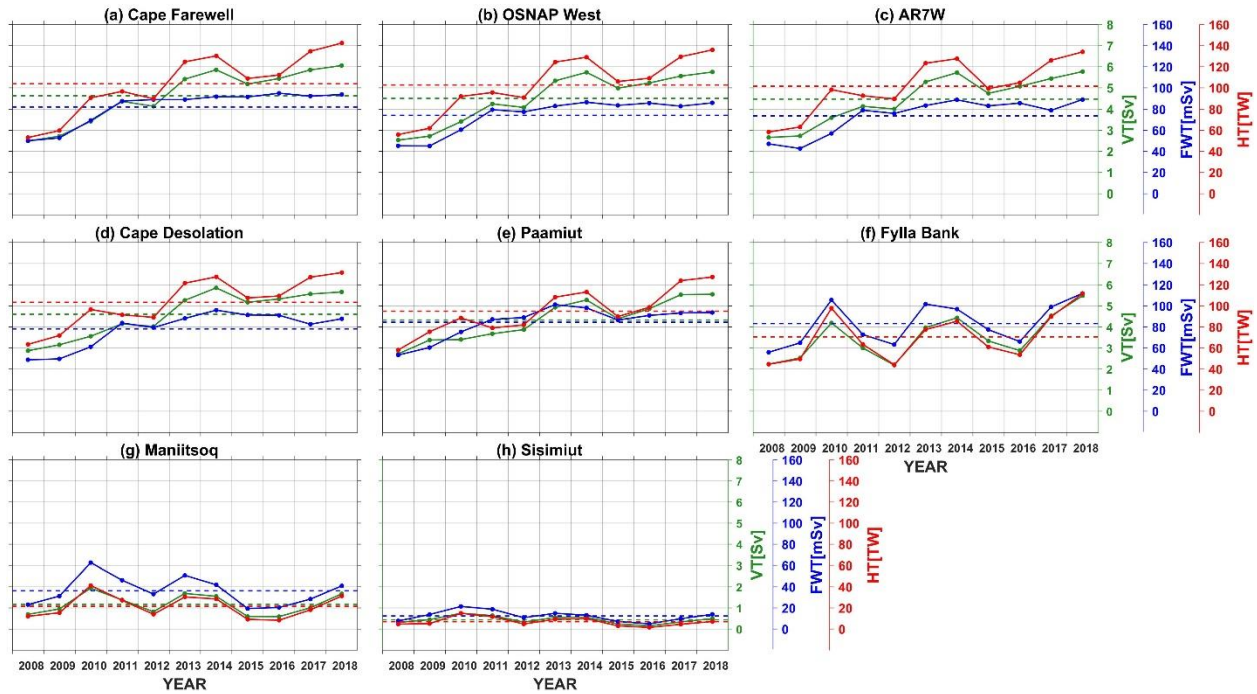 (a) Cape Farewell
(b) OSNAP West
(c) AR7W
8 7 6 5 4 3 2 1 0
VT[Sv]
160 140 120 100 80 60 40 20 0
FWT[mSv]
160 140 120 100 80 60 40 20 0
HT[TW]
(d) Cape Desolation
(e) Paamiut
(f) Fylla Bank
8 7 6 5 4 3 2 1 0
VT[Sv]
160 140 120 100 80 60 40 20 0
FWT[mSv]
160 140 120 100 80 60 40 20 0
HT[TW]
2008 2009 2010 2011 2012 2013 2014 2015 2016 2017 2018
YEAR
(g) Maniitsoq
(h) Sisimiut
8 7 6 5 4 3 2 1 0
VT[Sv]
160 140 120 100 80 60 40 20 0
FWT[mSv]
160 140 120 100 80 60 40 20 0
HT[TW]
2008 2009 2010 2011 2012 2013 2014 2015 2016 2017 2018
YEAR
2008 2009 2010 2011 2012 2013 2014 2015 2016 2017 2018
YEAR